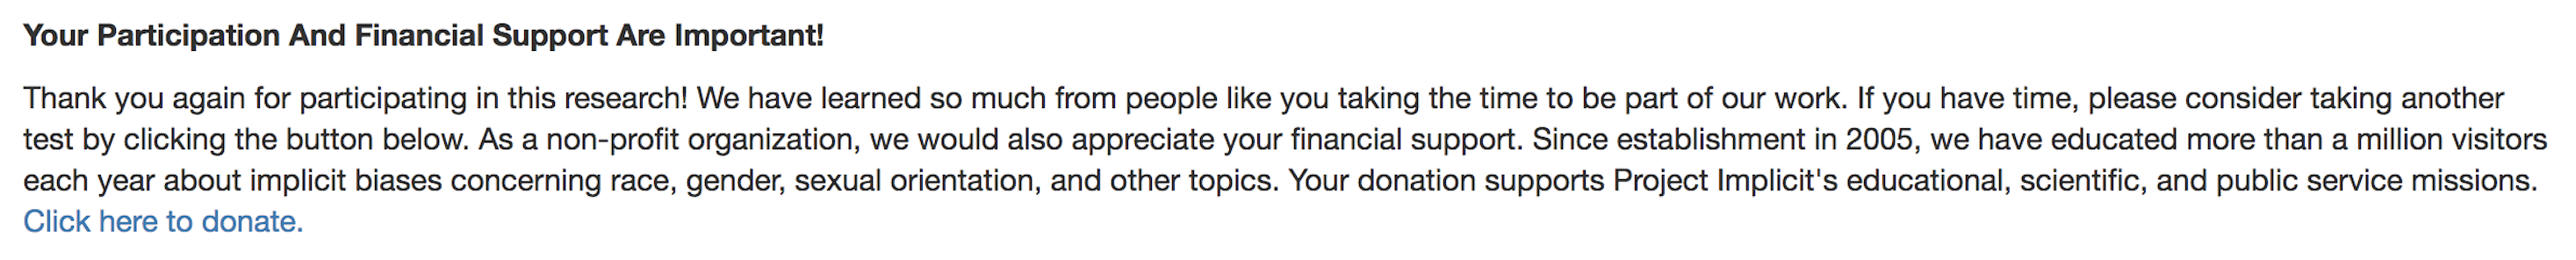 Your Participation And Financial Support Are Important!
Thank you again for participating in this research! We have learned so much from people like you taking the time to be part of our work. If you have time, please consider taking another
test by clicking the button below. As a non-profit organization, we would also appreciate your financial support. Since establishment in 2005, we have educated more than a million visitors
each year about implicit biases concerning race, gender, sexual orientation, and other topics. Your donation supports Project Implicit's educational, scientific, and public service missions.
Click here to donate.